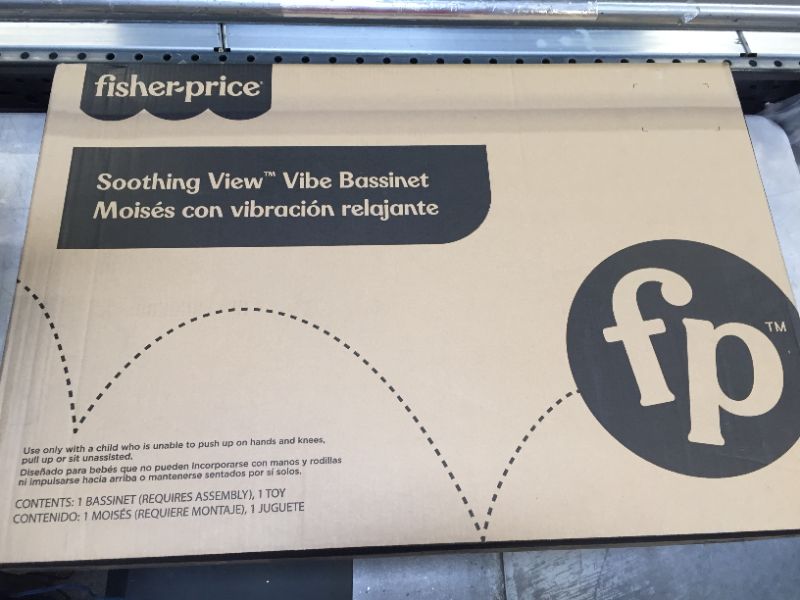 fisher-price®
Soothing View™ Vibe Bassinet
Moisés con vibración relajante
fp™
Use only with a child who is unable to push up on hands and knees,
pull up or sit unassisted.
Diseñado para bebés que no pueden incorporarse con manos y rodillas
ni impulsarse hacia arriba o mantenerse sentados por sí solos.
CONTENTS: 1 BASSINET (REQUIRES ASSEMBLY), 1 TOY
CONTENIDO: 1 MOISÉS (REQUIERE MONTAJE), 1 JUGUETE